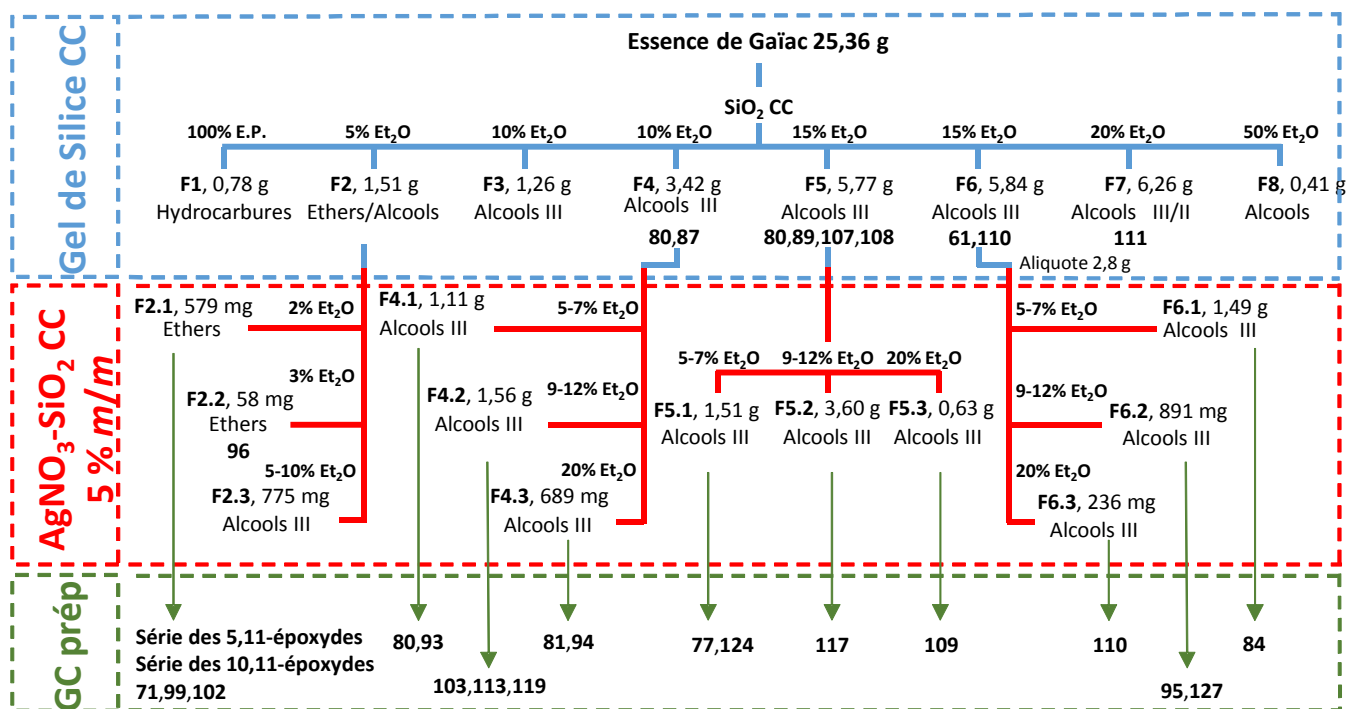 Gel de Silice CC
Essence de Gaïac 25,36 g
SiO2 CC
100% E.P. 5% Et2O 10% Et2O 10% Et2O 15% Et2O 15% Et2O 20% Et2O 50% Et2O
F1, 0,78 g
Hydrocarbures
F2, 1,51 g
Ethers/Alcools
F3, 1,26 g
Alcools III
F4, 3,42 g
Alcools III
80,87
F5, 5,77 g
Alcools III
80,89,107,108
F6, 5,84 g
Alcools III
61,110
Aliquote 2,8 g
F7, 6,26 g
Alcools III/II
111
F8, 0,41 g
Alcools
AgNO3-SiO2 CC
5 % m/m
F2.1, 579 mg
Ethers
2% Et2O
3% Et2O
F2.2, 58 mg
Ethers
96
5-10% Et2O
F2.3, 775 mg
Alcools III
F4.1, 1,11 g
Alcools III
5-7% Et2O
F4.2, 1,56 g
Alcools III
9-12% Et2O
20% Et2O
F4.3, 689 mg
Alcools III
5-7% Et2O 9-12% Et2O 20% Et2O
F5.1, 1,51 g
Alcools III
F5.2, 3,60 g
Alcools III
F5.3, 0,63 g
Alcools III
5-7% Et2O
F6.1, 1,49 g
Alcools III
9-12% Et2O
F6.2, 891 mg
Alcools III
20% Et2O
F6.3, 236 mg
Alcools III
GC prép
Série des 5,11-époxydes
Série des 10,11-époxydes
71,99,102
80,93
103,113,119
81,94
77,124
117
109
110
95,127
84